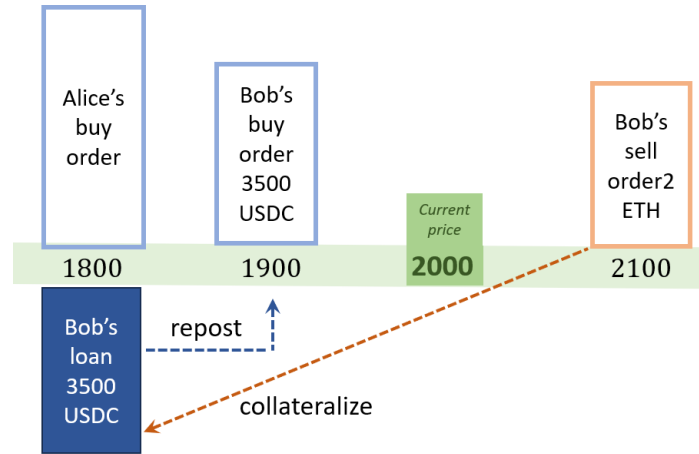 Alice's
buy
order
Bob's
buy
order
3500
USDC
Current
price
2000
Bob's
sell
order2
ETH
1800
1900
2100
Bob's
loan
3500
USDC
repost
collateralize